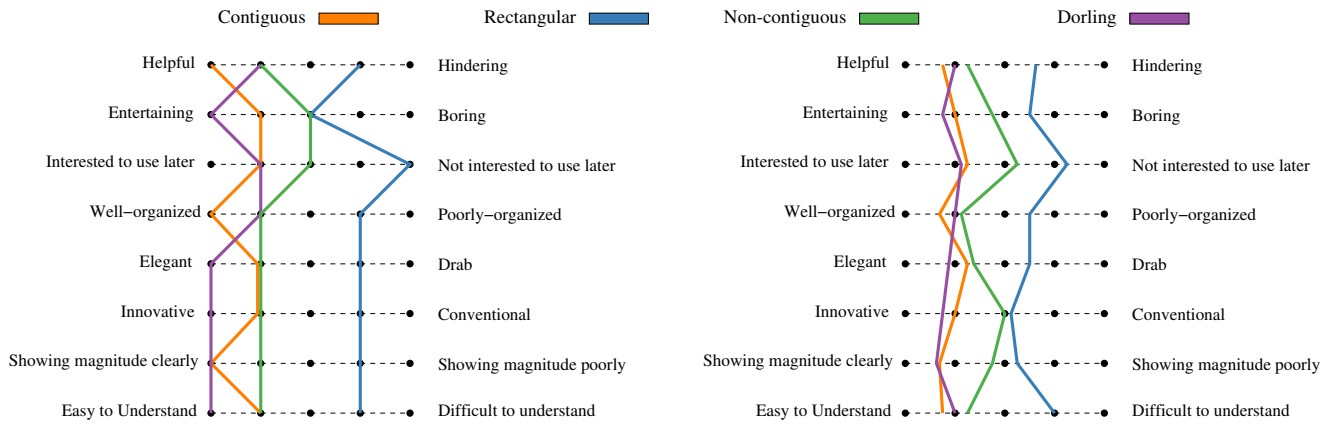 Contiguous Rectangular Non-contiguous Dorling
Helpful Hindering Helpful Hindering
Entertaining Boring Entertaining Boring
Interested to use later Not interested to use later Interested to use later Not interested to use later
Well−organized Poorly−organized Well−organized Poorly−organized
Elegant Drab Elegant Drab
Innovative Conventional Innovative Conventional
Showing magnitude clearly Showing magnitude poorly Showing magnitude clearly Showing magnitude poorly
Easy to Understand Difficult to understand Easy to Understand Difficult to understand